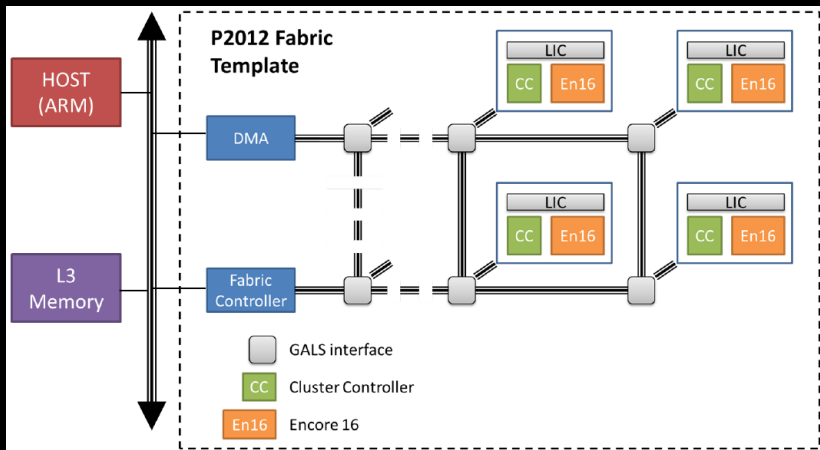 P2012 Fabric
Template
HOST
(ARM)
L3
Memory
DMA
Fabric
Controller
LIC
CC
En16
LIC
CC
En16
LIC
CC
En16
LIC
CC
En16
GALS interface
CC
Cluster Controller
En16
Encore 16